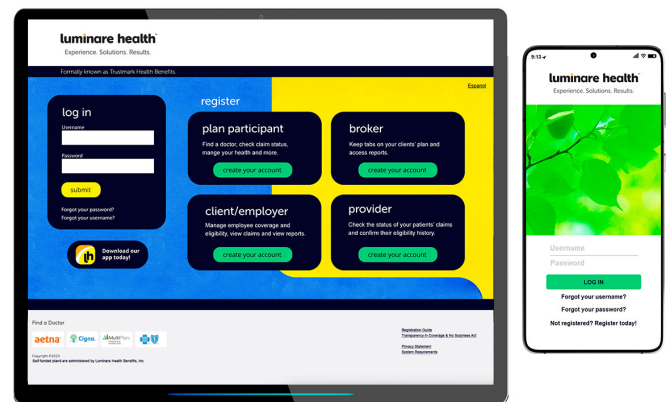 luminare health
Experience. Solutions. Results.
Formally known as Trustmark Health Benefits.
Espanol
log in
Username
Password
submit
Forgot your password?
Forgot your username?
Download our
app today!
register
plan participant
Find a doctor, check claim status,
mange your health and more.
create your account
broker
Keep tabs on your clients' plan and
access reports.
create your account
client/employer
Manage employee coverage and
eligibility, view claims and view reports.
create your account
provider
Check the status of your patients' claims
and confirm their eligibility history.
create your account
Find a Doctor
aetna
Cigna
MultiPlan
Registration Guide
Transparency in Coverage & No Surprises Act
Privacy Statement
System Requirements
Copyright ©2023
Self-funded plans are administered by Luminare Health Benefits, Inc.
9:13
luminare health
Experience. Solutions. Results.
Username
Password
LOG IN
Forgot your username?
Forgot your password?
Not registered? Register today!